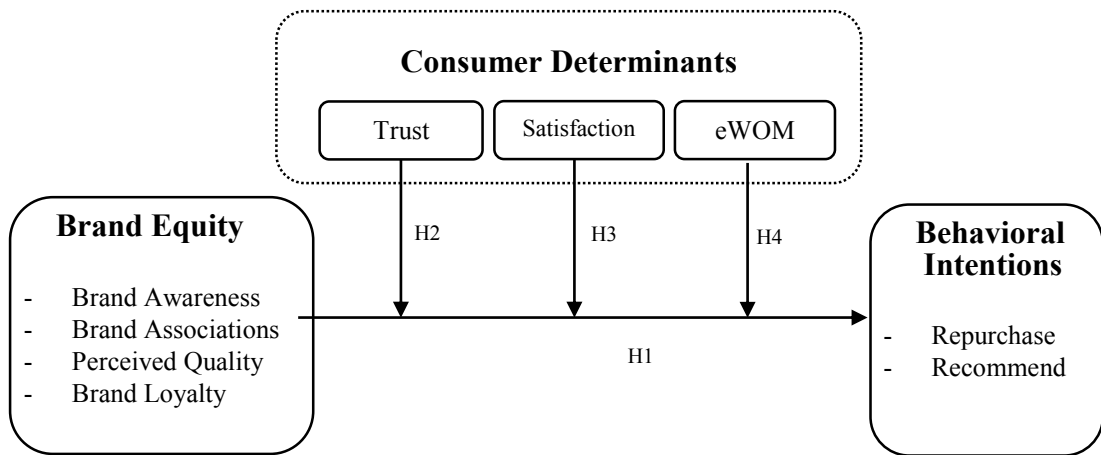 Consumer Determinants
Trust
Satisfaction
eWOM
H2
H3
H4
Brand Equity
- Brand Awareness
- Brand Associations
- Perceived Quality
- Brand Loyalty
H1
Behavioral
Intentions
- Repurchase
- Recommend